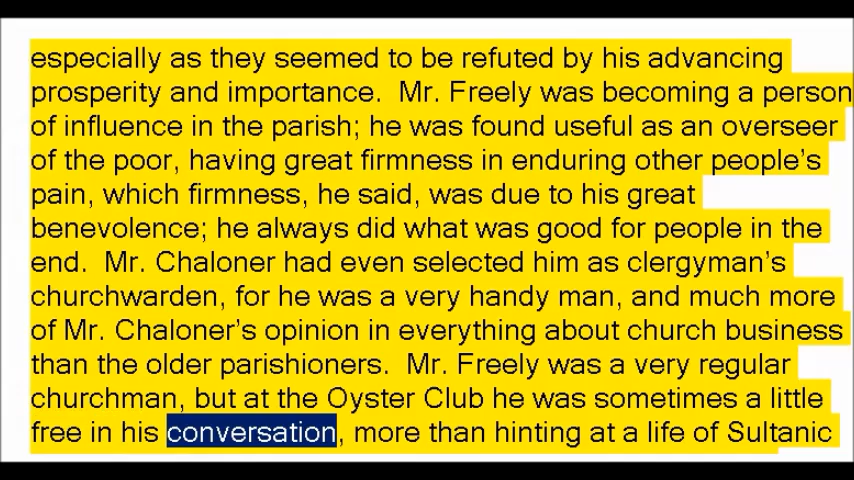 especially as they seemed to be refuted by his advancing
prosperity and importance.  Mr. Freely was becoming a person
of influence in the parish; he was found useful as an overseer
of the poor, having great firmness in enduring other people’s
pain, which firmness, he said, was due to his great
benevolence; he always did what was good for people in the
end.  Mr. Chaloner had even selected him as clergyman’s
churchwarden, for he was a very handy man, and much more
of Mr. Chaloner’s opinion in everything about church business
than the older parishioners.  Mr. Freely was a very regular
churchman, but at the Oyster Club he was sometimes a little
free in his conversation, more than hinting at a life of Sultanic